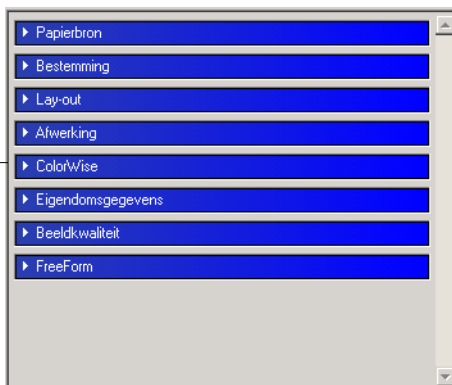 Papierbron
Bestemming
Lay-out
Afwerking
ColorWise
Eigendomsgegevens
Beeldkwaliteit
FreeForm